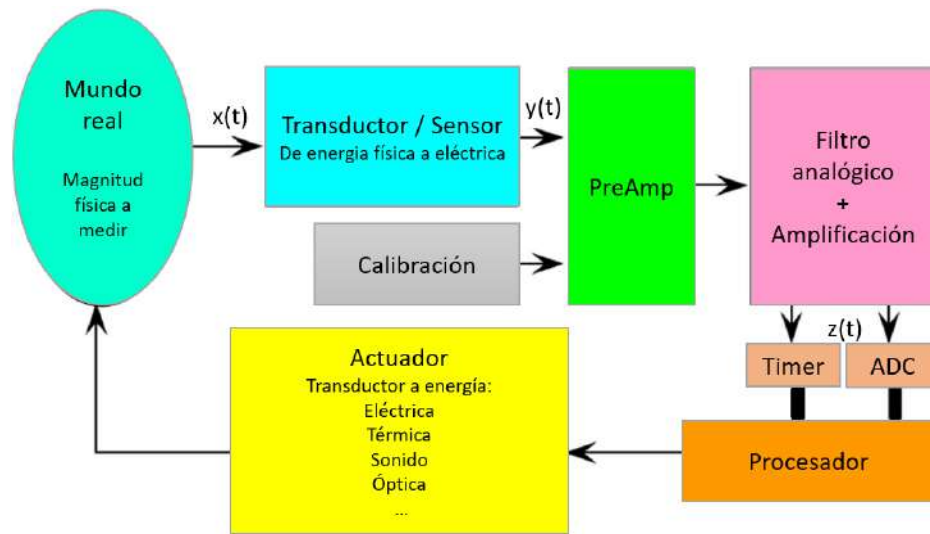 Mundo
real
Magnitud
física a
medir
x(t)
Transductor / Sensor
De energia física a eléctrica
y(t)
Calibración
PreAmp
Filtro
analógico
+
Amplificación
z(t)
Timer
ADC
Procesador
Actuador
Transductor a energía:
Eléctrica
Térmica
Sonido
Óptica
...